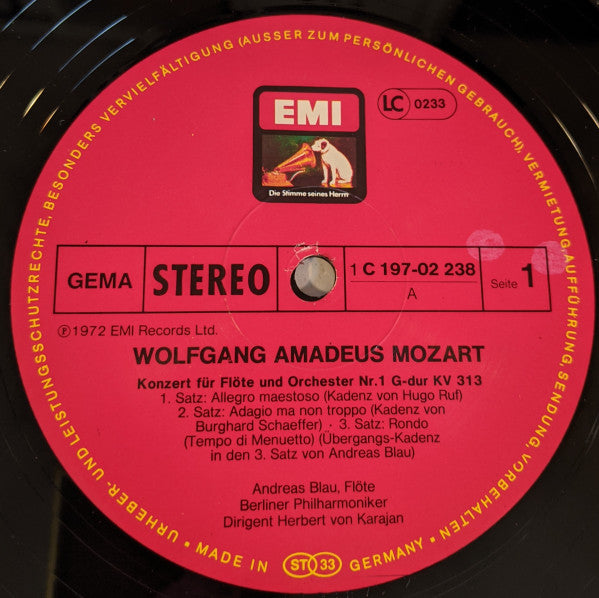 URHEBER- UND LEISTUNGSSCHUTZRECHTE, BESONDERS VERVIELFÄLTIGUNG (AUSSER ZUM PERSÖNLICHEN GEBRAUCH), VERMIETUNG, AUFFÜHRUNG, SENDUNG, VORBEHALTEN
EMI
Die Stimme seines Herrn
LC 0233
GEMA
STEREO
1 C 197-02 238
A
Seite 1
℗ 1972 EMI Records Ltd.
WOLFGANG AMADEUS MOZART
Konzert für Flöte und Orchester Nr.1 G-dur KV 313
1. Satz: Allegro maestoso (Kadenz von Hugo Ruf)
2. Satz: Adagio ma non troppo (Kadenz von
Burghard Schaeffer) · 3. Satz: Rondo
(Tempo di Menuetto) (Übergangs-Kadenz
in den 3. Satz von Andreas Blau)
Andreas Blau, Flöte
Berliner Philharmoniker
Dirigent Herbert von Karajan
• MADE IN ST 33 GERMANY •